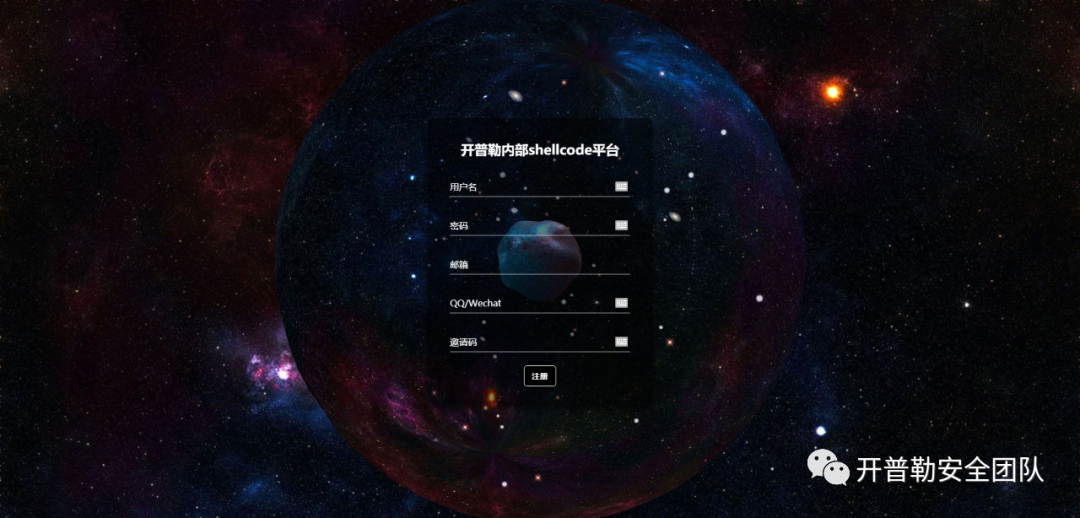 开普勒内部shellcode平台
用户名
密码
邮箱
QQ/Wechat
邀请码
注册
开普勒安全团队